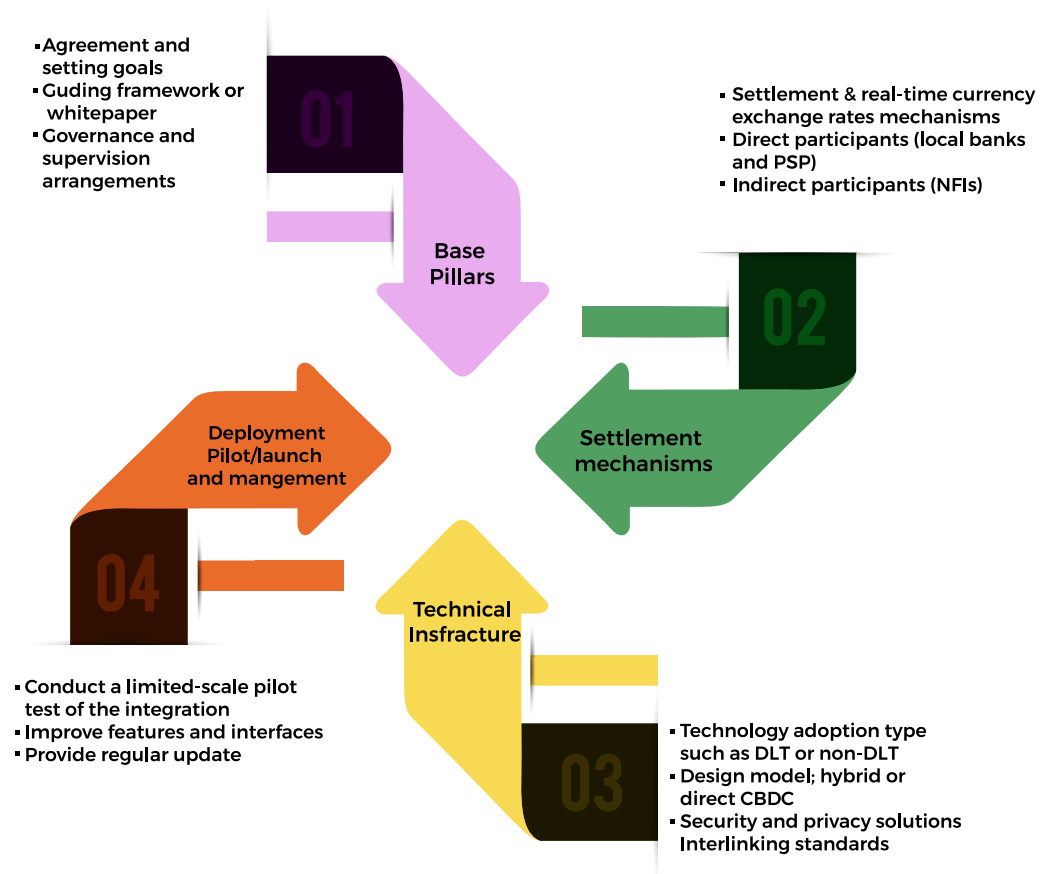 ▪ Agreement and
setting goals
▪ Guding framework or
whitepaper
▪ Governance and
supervision
arrangements
01
Base
Pillars
▪ Settlement & real-time currency
exchange rates mechanisms
▪ Direct participants (local banks
and PSP)
▪ Indirect participants (NFIs)
02
Settlement
mechanisms
Deployment
Pilot/launch
and mangement
04
▪ Conduct a limited-scale pilot
test of the integration
▪ Improve features and interfaces
▪ Provide regular update
Technical
Insfracture
03
▪ Technology adoption type
such as DLT or non-DLT
▪ Design model; hybrid or
direct CBDC
▪ Security and privacy solutions
Interlinking standards